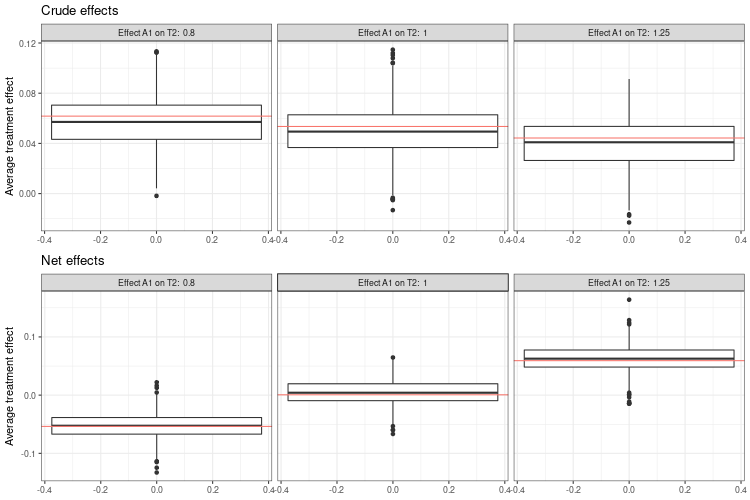 Crude effects
Effect A1 on T2: 0.8
Effect A1 on T2: 1
Effect A1 on T2: 1.25
Average treatment effect
0.12
0.08
0.04
0.00
-0.4 -0.2 0.0 0.2 0.4
-0.4 -0.2 0.0 0.2 0.4
-0.4 -0.2 0.0 0.2 0.4
Net effects
Effect A1 on T2: 0.8
Effect A1 on T2: 1
Effect A1 on T2: 1.25
Average treatment effect
0.1
0.0
-0.1
-0.4 -0.2 0.0 0.2 0.4
-0.4 -0.2 0.0 0.2 0.4
-0.4 -0.2 0.0 0.2 0.4